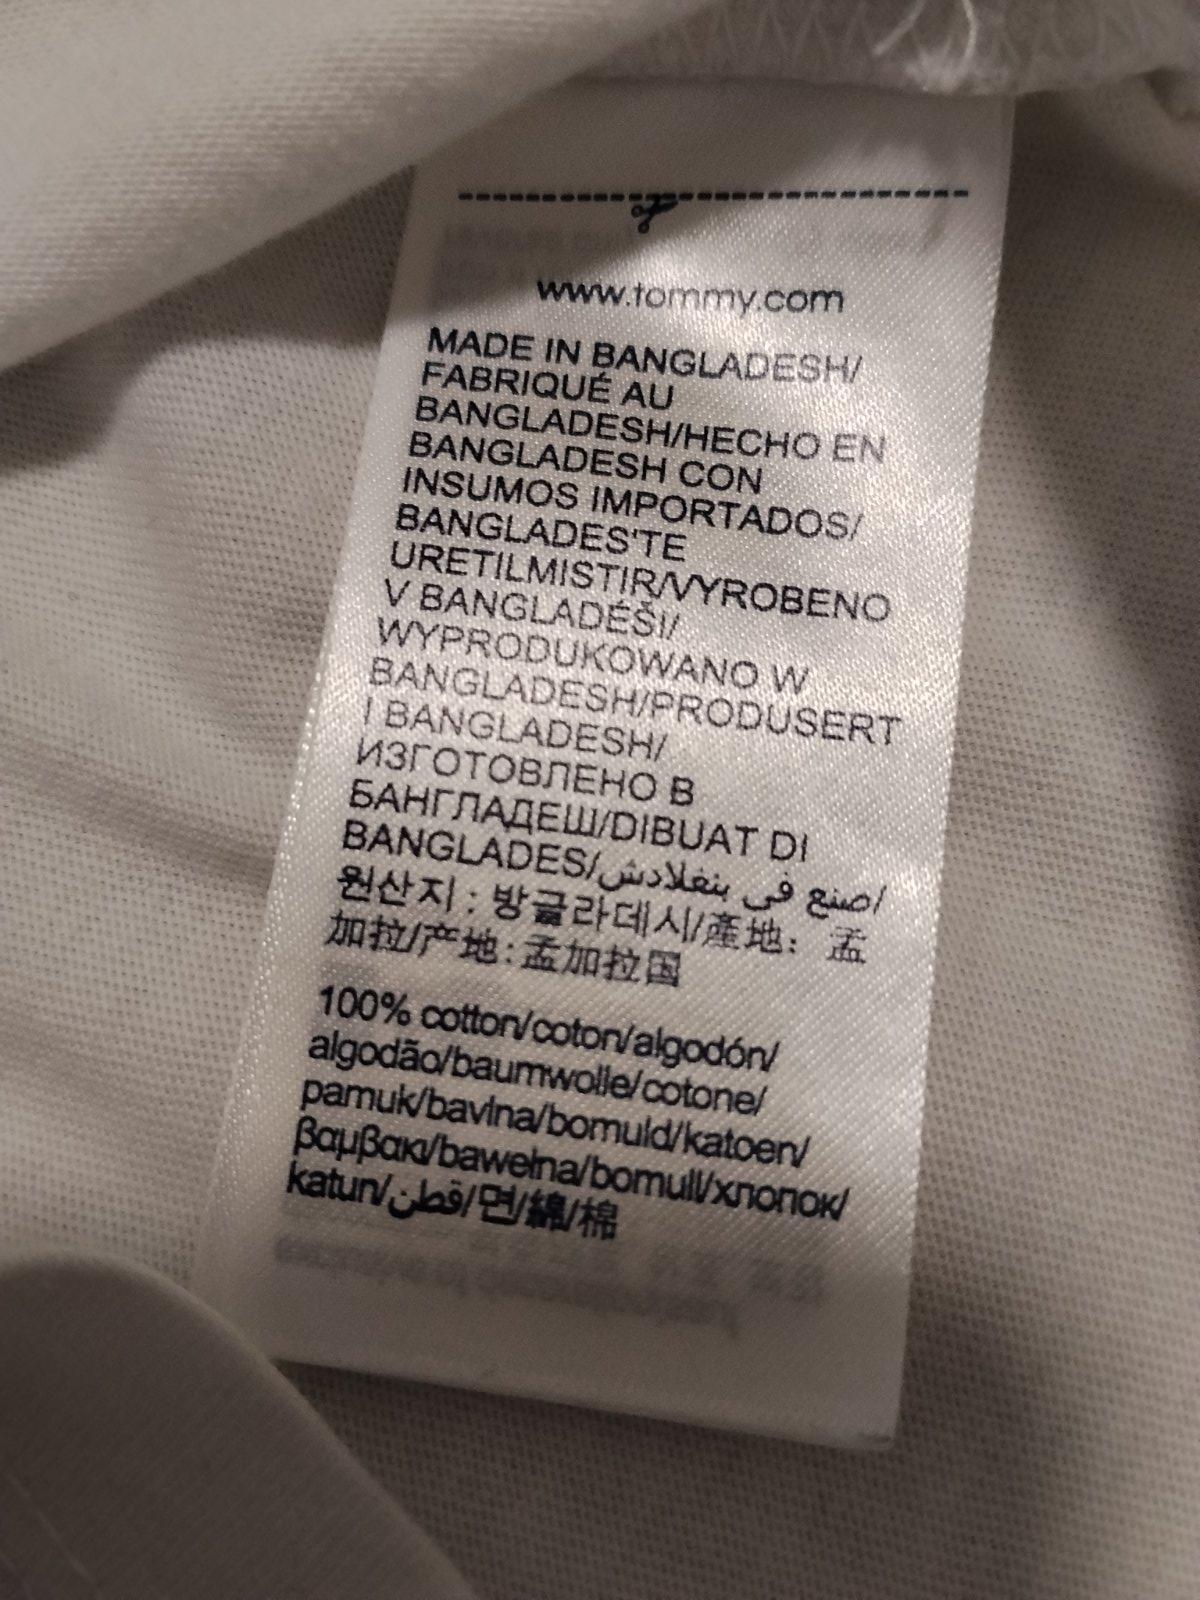 www.tommy.com
MADE IN BANGLADESH/
FABRIQUÉ AU
BANGLADESH/HECHO EN
BANGLADESH CON
INSUMOS IMPORTADOS/
BANGLADES'TE
URETILMISTIR/VYROBENO
V BANGLADÉŠI/
WYPRODUKOWANO W
BANGLADESH/PRODUSERT
I BANGLADESH/
ИЗГОТОВЛЕНО В
БАНГЛАДЕШ/DIBUAT DI
BANGLADES/صنع في بنغلادش/
원산지 : 방글라데시/產地: 孟
加拉/产地: 孟加拉国
100% cotton/coton/algodón/
algodão/baumwolle/cotone/
pamuk/bavlna/bomuld/katoen/
βαμβακι/bawełna/bomull/хлопок/
katun/قطن/면/綿/棉